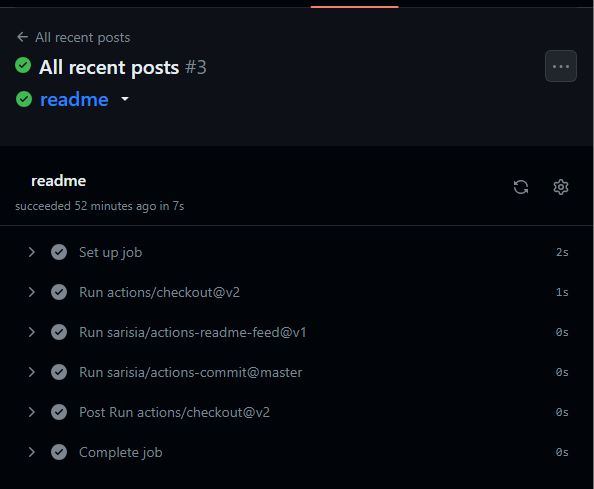 All recent posts
All recent posts #3
readme
readme
succeeded 52 minutes ago in 7s
Set up job 2s
Run actions/checkout@v2 1s
Run sarisia/actions-readme-feed@v1 0s
Run sarisia/actions-commit@master 0s
Post Run actions/checkout@v2 0s
Complete job 0s